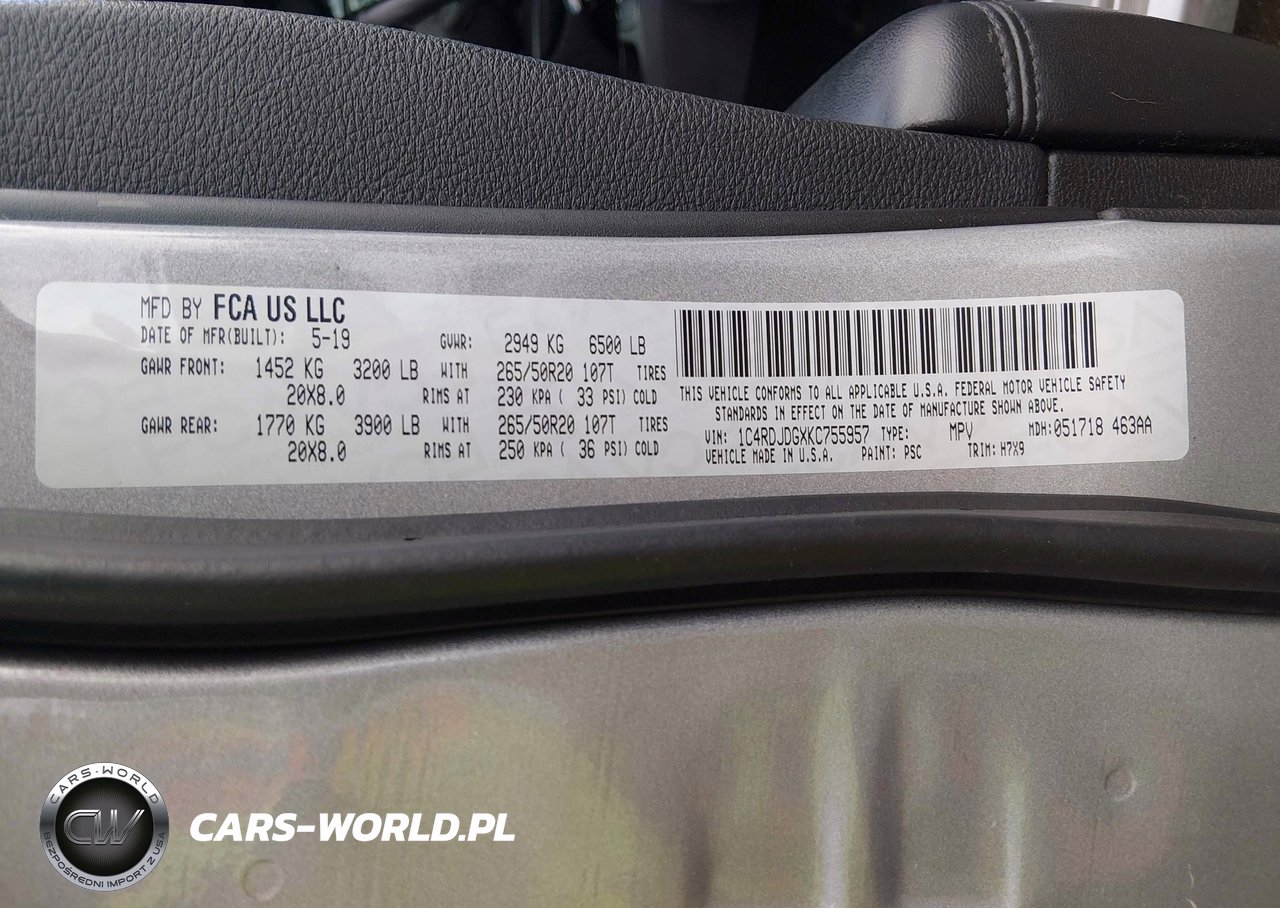 MFD BY FCA US LLC
DATE OF MFR(BUILT): 5-19 GVWR: 2949 KG 6500 LB
GAWR FRONT: 1452 KG 3200 LB WITH 265/50R20 107T TIRES
20X8.0 RIMS AT 230 KPA ( 33 PSI) COLD
GAWR REAR: 1770 KG 3900 LB WITH 265/50R20 107T TIRES
20X8.0 RIMS AT 250 KPA ( 36 PSI) COLD
THIS VEHICLE CONFORMS TO ALL APPLICABLE U.S.A. FEDERAL MOTOR VEHICLE SAFETY
STANDARDS IN EFFECT ON THE DATE OF MANUFACTURE SHOWN ABOVE.
VIN: 1C4RDJDGXKC755957 TYPE: MPV MDH: 051718 463AA
VEHICLE MADE IN U.S.A. PAINT: PSC TRIM: H7X9
CARS-WORLD
CW
BEZPOŚREDNI IMPORT Z USA
CARS-WORLD.PL